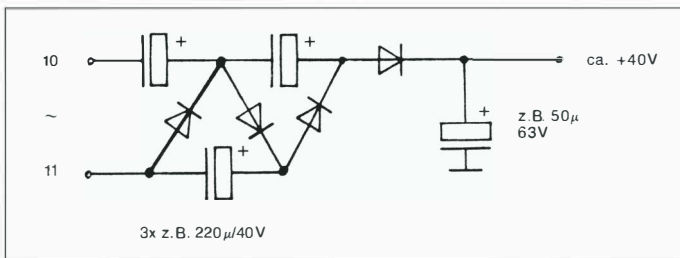 10
+
+
ca. +40V
~
+
z.B. 50μ
63V
11
+
3x z.B. 220μ/40V